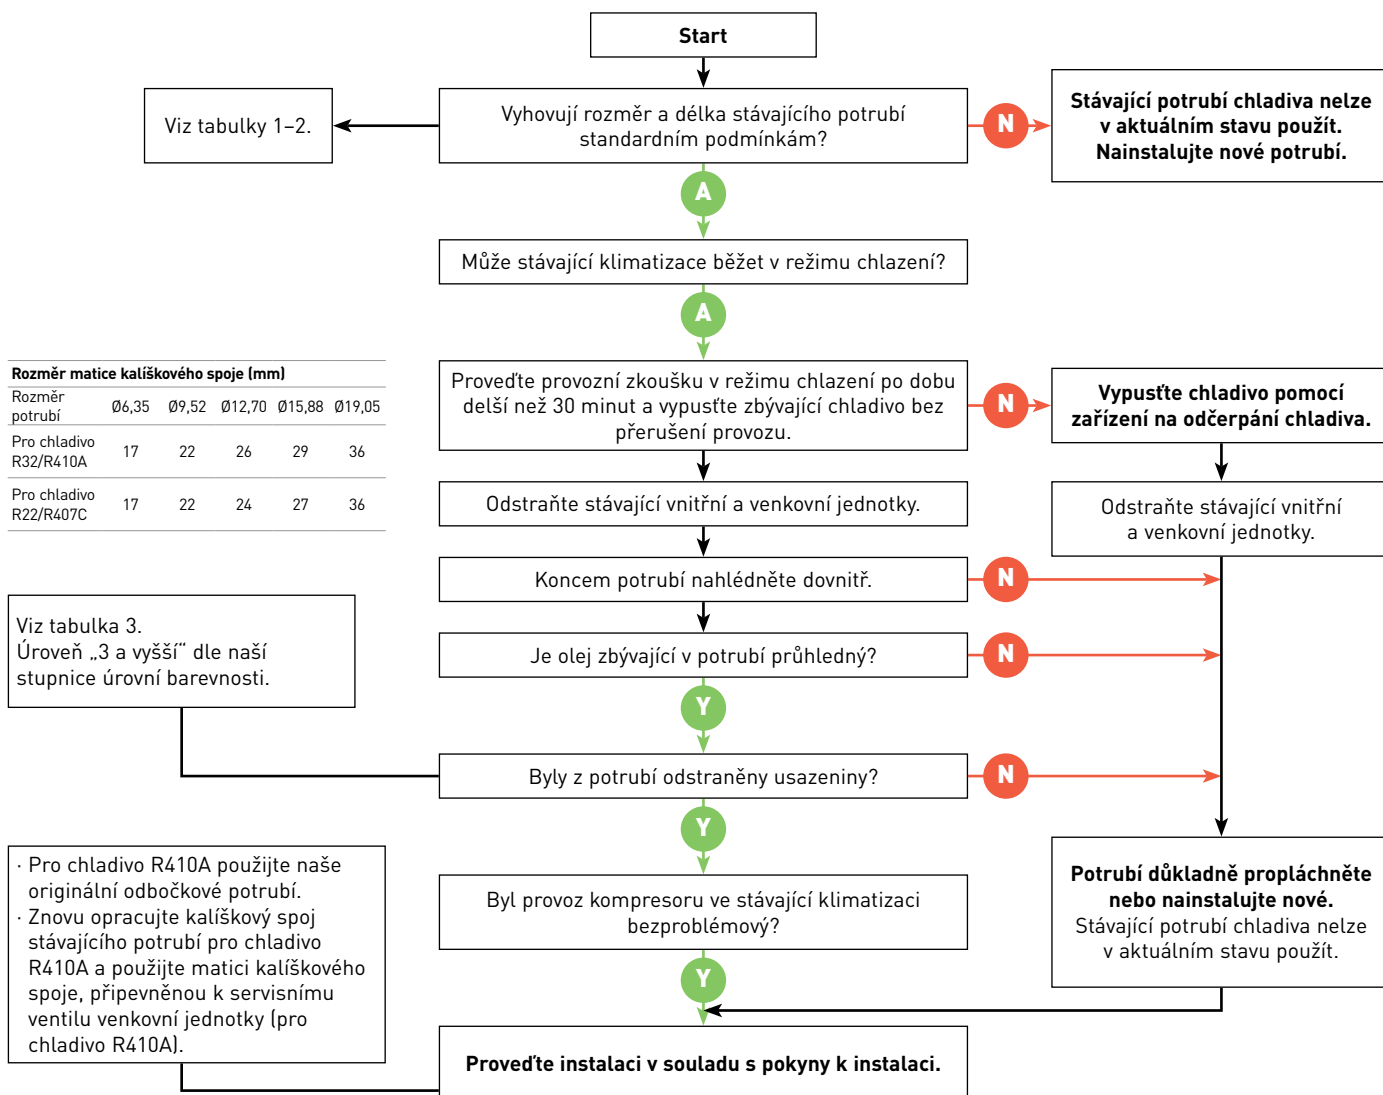 Start
Viz tabulky 1–2.
Vyhovují rozměr a délka stávajícího potrubí
standardním podmínkám?
N
Stávající potrubí chladiva nelze
v aktuálním stavu použít.
Nainstalujte nové potrubí.
A
Může stávající klimatizace běžet v režimu chlazení?
A
Rozměr matice kalíškového spoje (mm)
Rozměr
potrubí Ø6,35 Ø9,52 Ø12,70 Ø15,88 Ø19,05
Pro chladivo
R32/R410A 17 22 26 29 36
Pro chladivo
R22/R407C 17 22 24 27 36
Proveďte provozní zkoušku v režimu chlazení po dobu
delší než 30 minut a vypusťte zbývající chladivo bez
přerušení provozu.
N
Vypusťte chladivo pomocí
zařízení na odčerpání chladiva.
Odstraňte stávající vnitřní a venkovní jednotky.
Odstraňte stávající vnitřní
a venkovní jednotky.
Koncem potrubí nahlédněte dovnitř.
N
Viz tabulka 3.
Úroveň „3 a vyšší“ dle naší
stupnice úrovní barevnosti.
Je olej zbývající v potrubí průhledný?
N
Y
Byly z potrubí odstraněny usazeniny?
N
Y
· Pro chladivo R410A použijte naše
originální odbočkové potrubí.
· Znovu opracujte kalíškový spoj
stávajícího potrubí pro chladivo
R410A a použijte matici kalíškového
spoje, připevněnou k servisnímu
ventilu venkovní jednotky (pro
chladivo R410A).
Byl provoz kompresoru ve stávající klimatizaci
bezproblémový?
Potrubí důkladně propláchněte
nebo nainstalujte nové.
Stávající potrubí chladiva nelze
v aktuálním stavu použít.
Y
Proveďte instalaci v souladu s pokyny k instalaci.